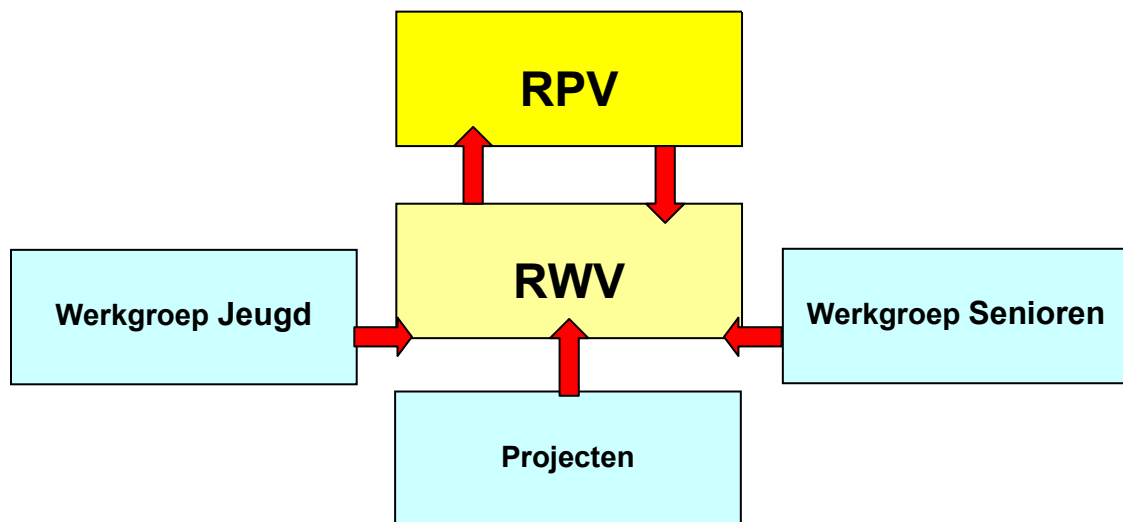 RPV
RWV
Werkgroep Jeugd
Werkgroep Senioren
Projecten